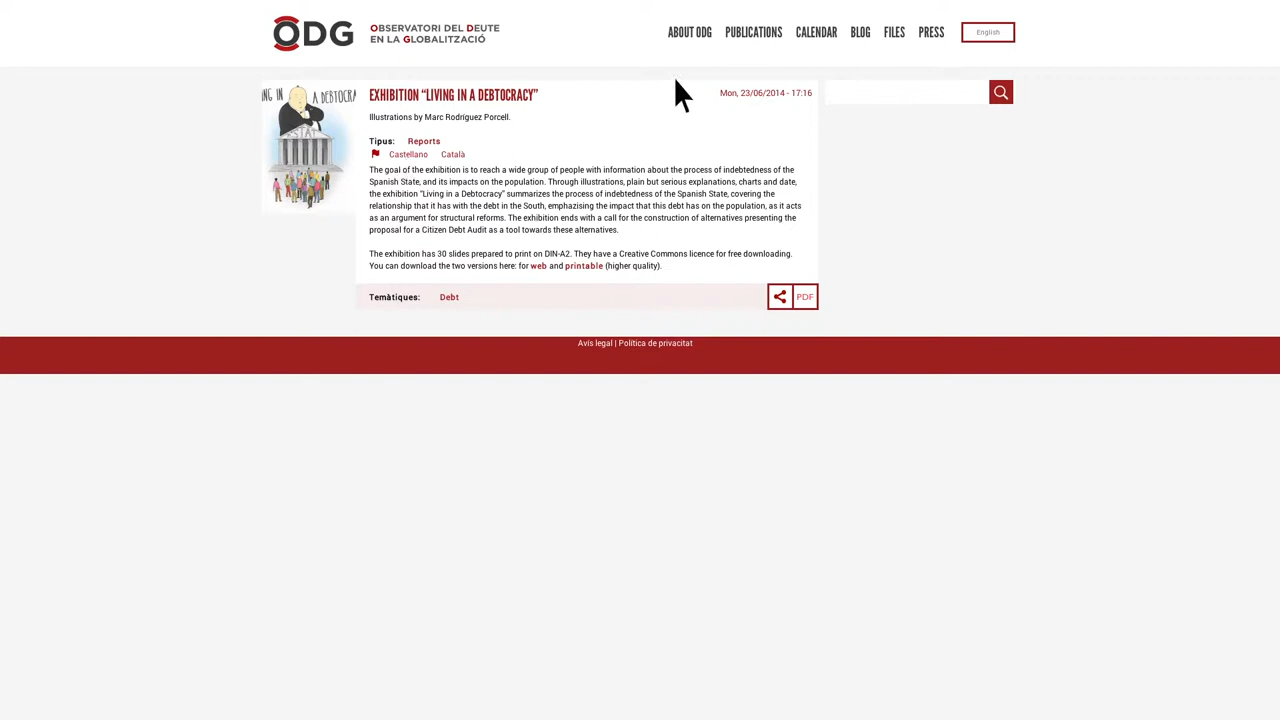 ODG OBSERVATORI DEL DEUTE
EN LA GLOBALITZACIÓ
ABOUT ODG PUBLICATIONS CALENDAR BLOG FILES PRESS English
LIVING IN A DEBTOCRA
ESTAT
EXHIBITION “LIVING IN A DEBTOCRACY”
Mon, 23/06/2014 - 17:16
Illustrations by Marc Rodríguez Porcell.
Tipus: Reports
Castellano Català
The goal of the exhibition is to reach a wide group of people with information about the process of indebtedness of the
Spanish State, and its impacts on the population. Through illustrations, plain but serious explanations, charts and date,
the exhibition “Living in a Debtocracy” summarizes the process of indebtedness of the Spanish State, covering the
relationship that it has with the debt in the South, emphasising the impact that this debt has on the population, as it acts
as an argument for structural reforms. The exhibition ends with a call for the construction of alternatives presenting the
proposal for a Citizen Debt Audit as a tool towards these alternatives.
The exhibition has 30 slides prepared to print on DIN-A2. They have a Creative Commons licence for free downloading.
You can download the two versions here: for web and printable (higher quality).
Temàtiques: Debt
PDF
Avís legal | Política de privacitat